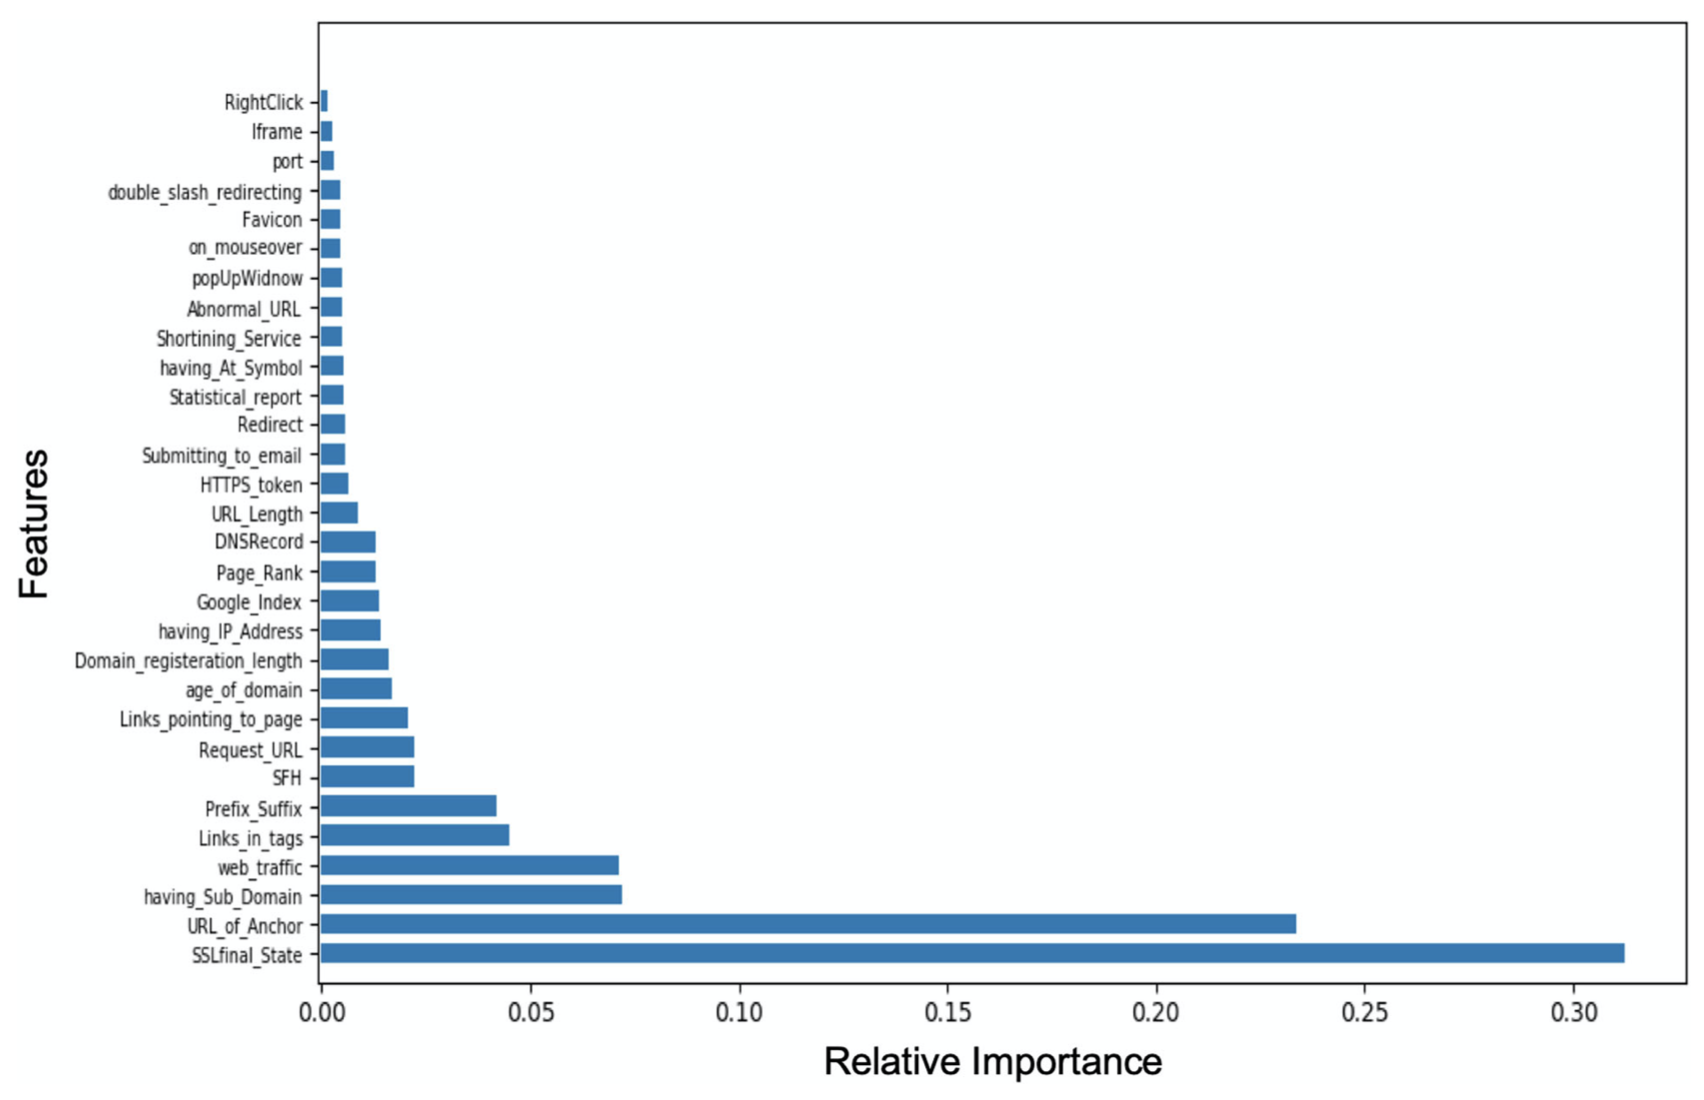 RightClick
Iframe
port
double_slash_redirecting
Favicon
on_mouseover
popUpWidnow
Abnormal_URL
Shortining_Service
having_At_Symbol
Statistical_report
Redirect
Submitting_to_email
HTTPS_token
URL_Length
DNSRecord
Page_Rank
Google_Index
having_IP_Address
Domain_registeration_length
age_of_domain
Links_pointing_to_page
Request_URL
SFH
Prefix_Suffix
Links_in_tags
web_traffic
having_Sub_Domain
URL_of_Anchor
SSLfinal_State
Features
0.00 0.05 0.10 0.15 0.20 0.25 0.30
Relative Importance